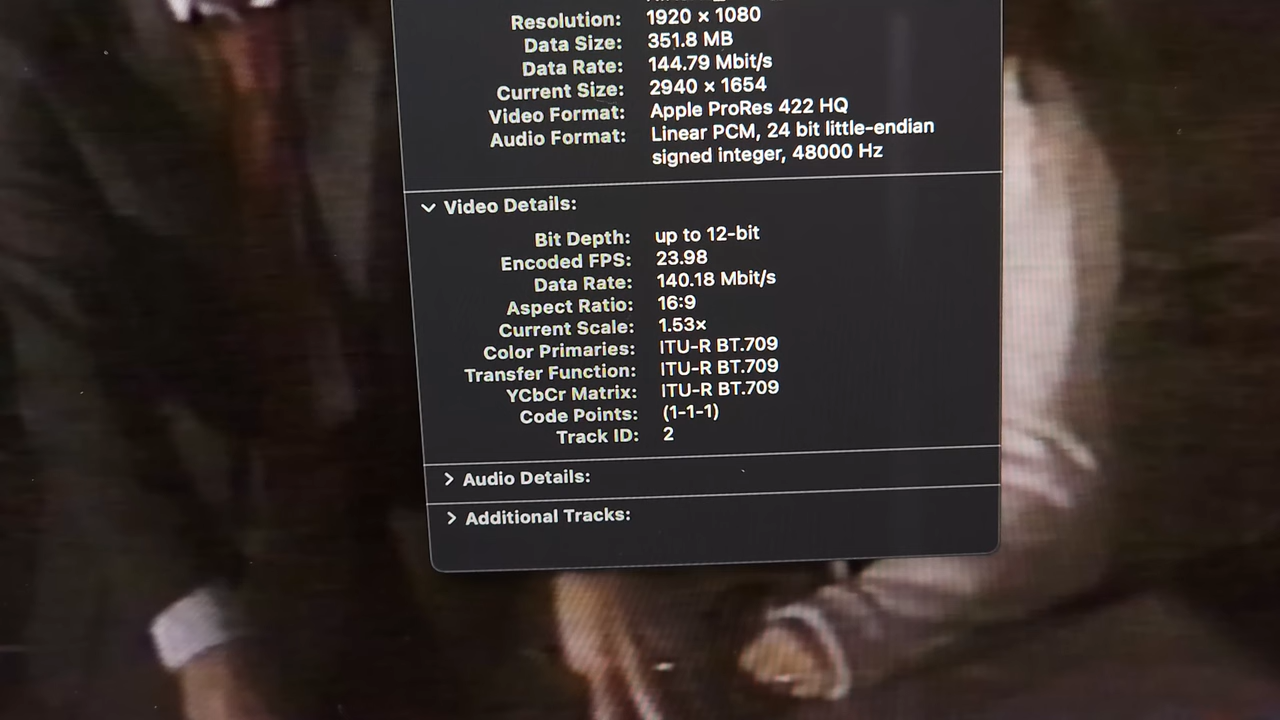 Resolution: 1920 × 1080
Data Size: 351.8 MB
Data Rate: 144.79 Mbit/s
Current Size: 2940 × 1654
Video Format: Apple ProRes 422 HQ
Audio Format: Linear PCM, 24 bit little-endian
signed integer, 48000 Hz
Video Details:
Bit Depth: up to 12-bit
Encoded FPS: 23.98
Data Rate: 140.18 Mbit/s
Aspect Ratio: 16:9
Current Scale: 1.53×
Color Primaries: ITU-R BT.709
Transfer Function: ITU-R BT.709
YCbCr Matrix: ITU-R BT.709
Code Points: (1-1-1)
Track ID: 2
Audio Details:
Additional Tracks: